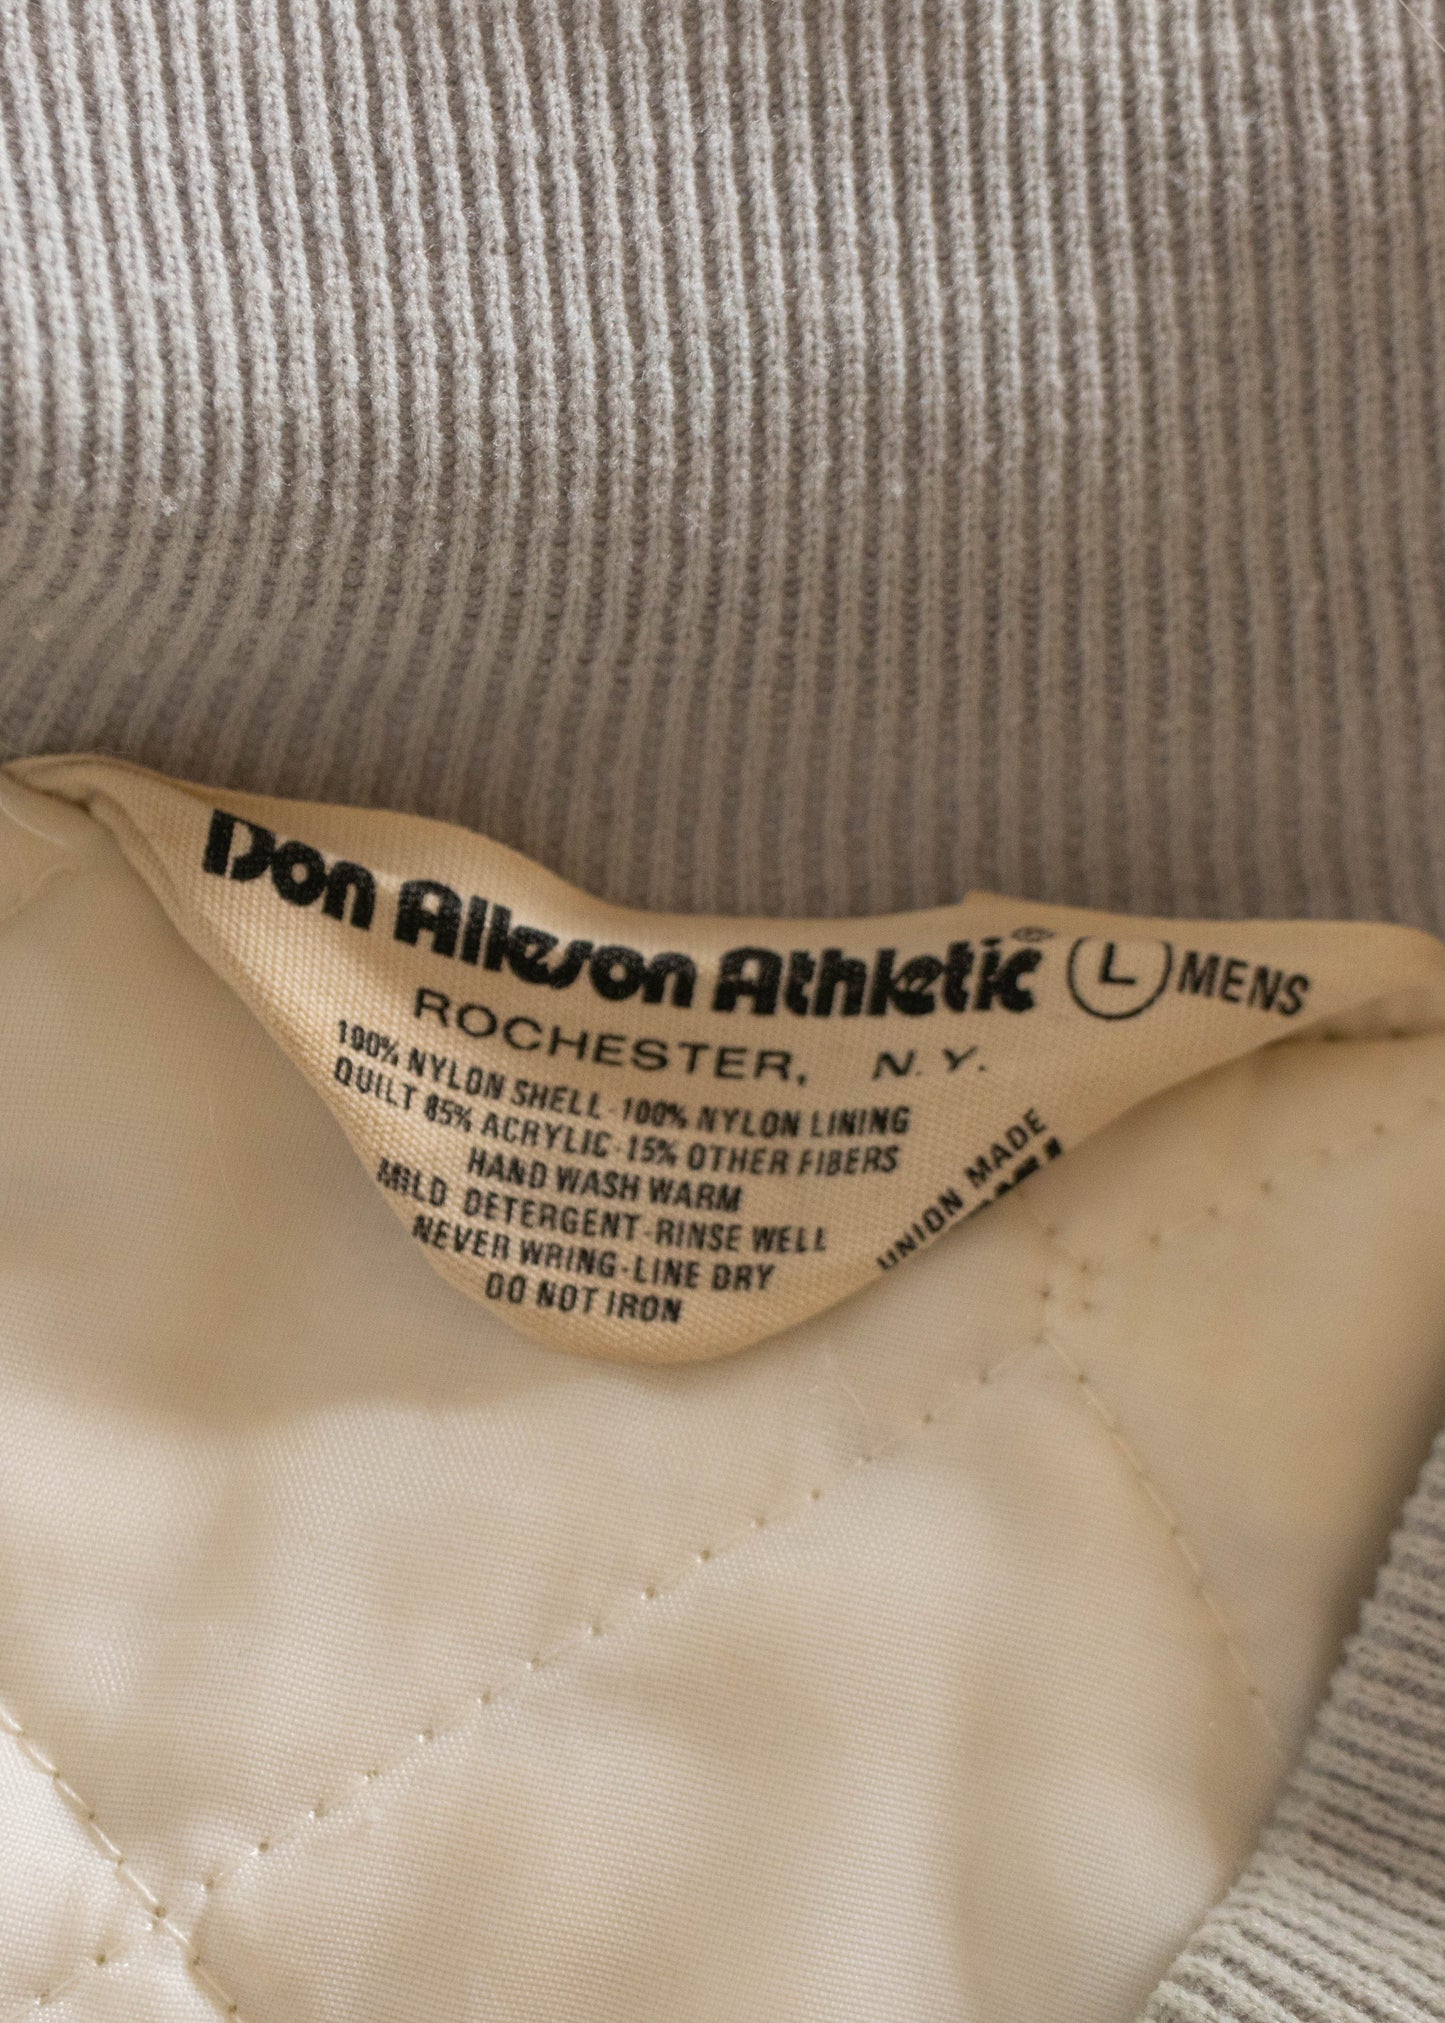 Don Alleson Athletic ® L MENS
ROCHESTER, N.Y.
100% NYLON SHELL-100% NYLON LINING
QUILT 85% ACRYLIC-15% OTHER FIBERS
HAND WASH WARM
MILD DETERGENT-RINSE WELL
NEVER WRING-LINE DRY
DO NOT IRON
UNION MADE